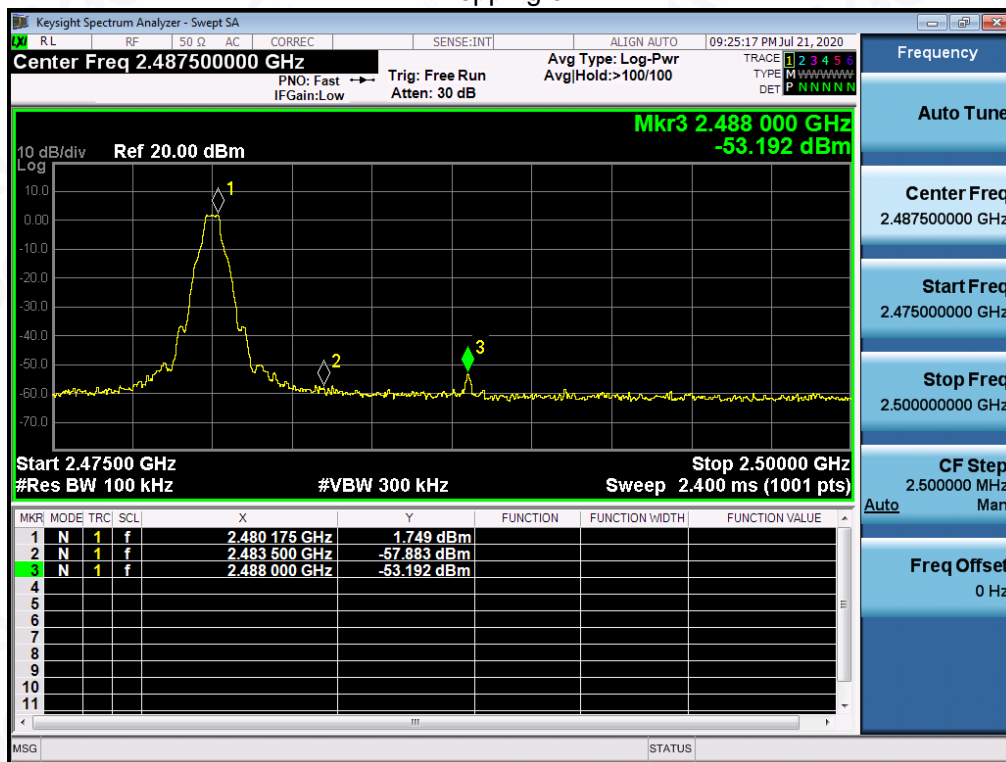 Keysight Spectrum Analyzer - Swept SA
LXI RL RF 50 Ω AC CORREC SENSE:INT ALIGN AUTO 09:25:17 PM Jul 21, 2020
Center Freq 2.487500000 GHz
PNO: Fast
IFGain:Low
Trig: Free Run
Atten: 30 dB
Avg Type: Log-Pwr
Avg|Hold:>100/100
TRACE 1 2 3 4 5 6
TYPE M WWWWW
DET P N N N N N
Mkr3 2.488 000 GHz
-53.192 dBm
10 dB/div Ref 20.00 dBm
Log
10.0
0.00
-10.0
-20.0
-30.0
-40.0
-50.0
-60.0
-70.0
1
2
3
Start 2.47500 GHz Stop 2.50000 GHz
#Res BW 100 kHz #VBW 300 kHz Sweep 2.400 ms (1001 pts)
MKR MODE TRC SCL X Y FUNCTION FUNCTION WIDTH FUNCTION VALUE
1 N 1 f 2.480 175 GHz 1.749 dBm
2 N 1 f 2.483 500 GHz -57.883 dBm
3 N 1 f 2.488 000 GHz -53.192 dBm
4
5
6
7
8
9
10
11
MSG STATUS
Frequency
Auto Tune
Center Freq
2.487500000 GHz
Start Freq
2.475000000 GHz
Stop Freq
2.500000000 GHz
CF Step
2.500000 MHz
Auto Man
Freq Offset
0 Hz